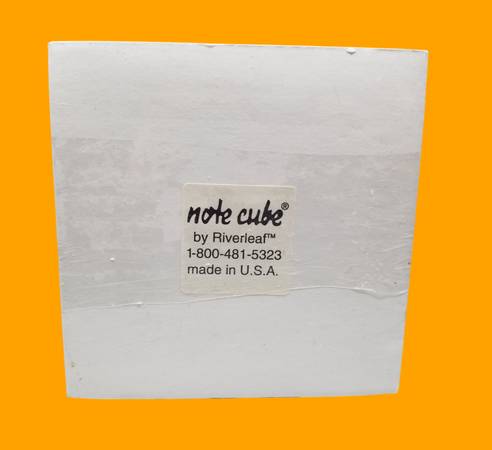 note cube®
by Riverleaf™
1-800-481-5323
made in U.S.A.